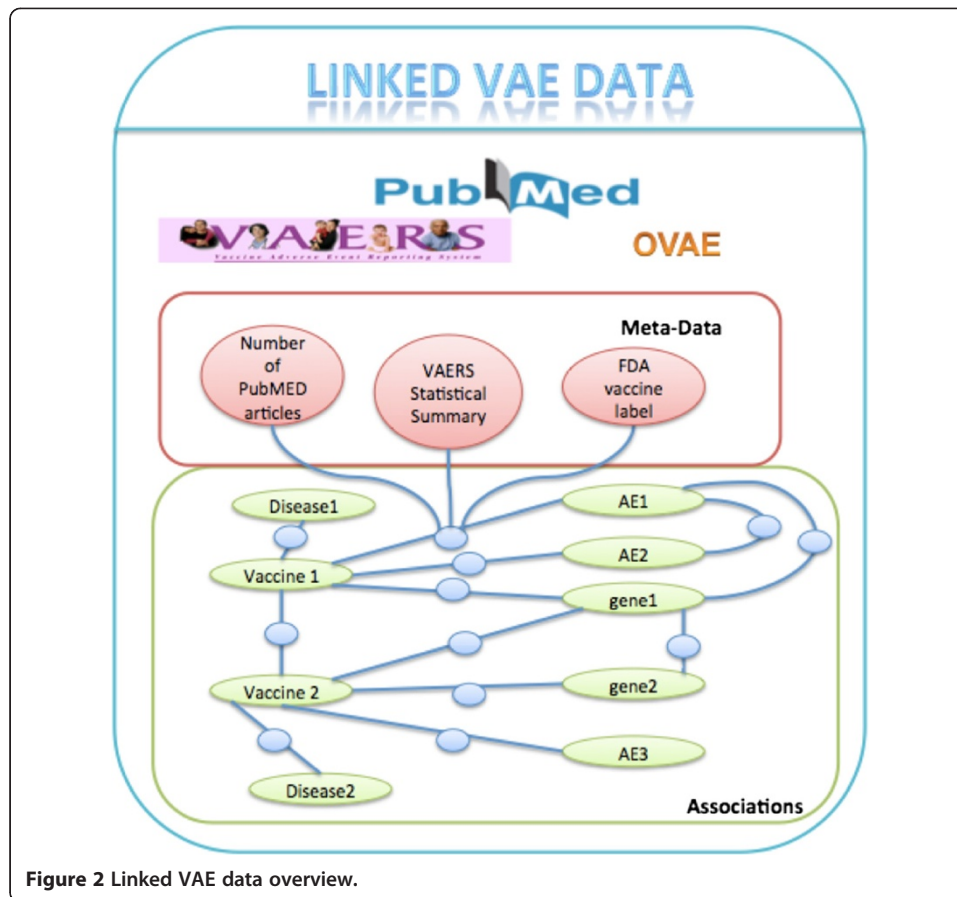 LINKED VAE DATA
PubMed
VAERS
Vaccine Adverse Event Reporting System
OVAE
Meta-Data
Number
of
PubMED
articles
VAERS
Statistical
Summary
FDA
vaccine
label
Disease1
AE1
AE2
Vaccine 1
gene1
Vaccine 2
gene2
AE3
Disease2
Associations
Figure 2 Linked VAE data overview.